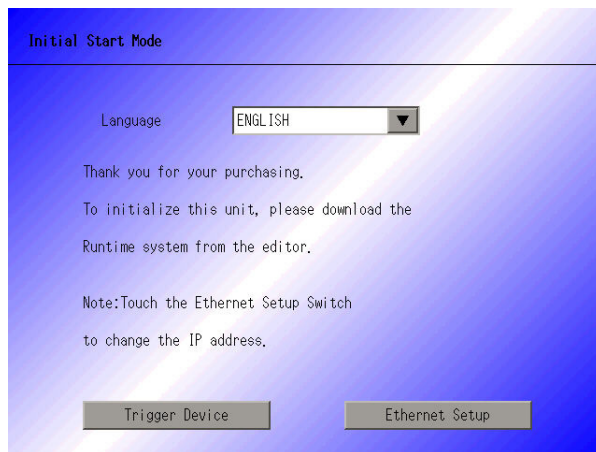 Initial Start Mode
Language ENGLISH
Thank you for your purchasing.
To initialize this unit, please download the
Runtime system from the editor.
Note:Touch the Ethernet Setup Switch
to change the IP address.
Trigger Device Ethernet Setup